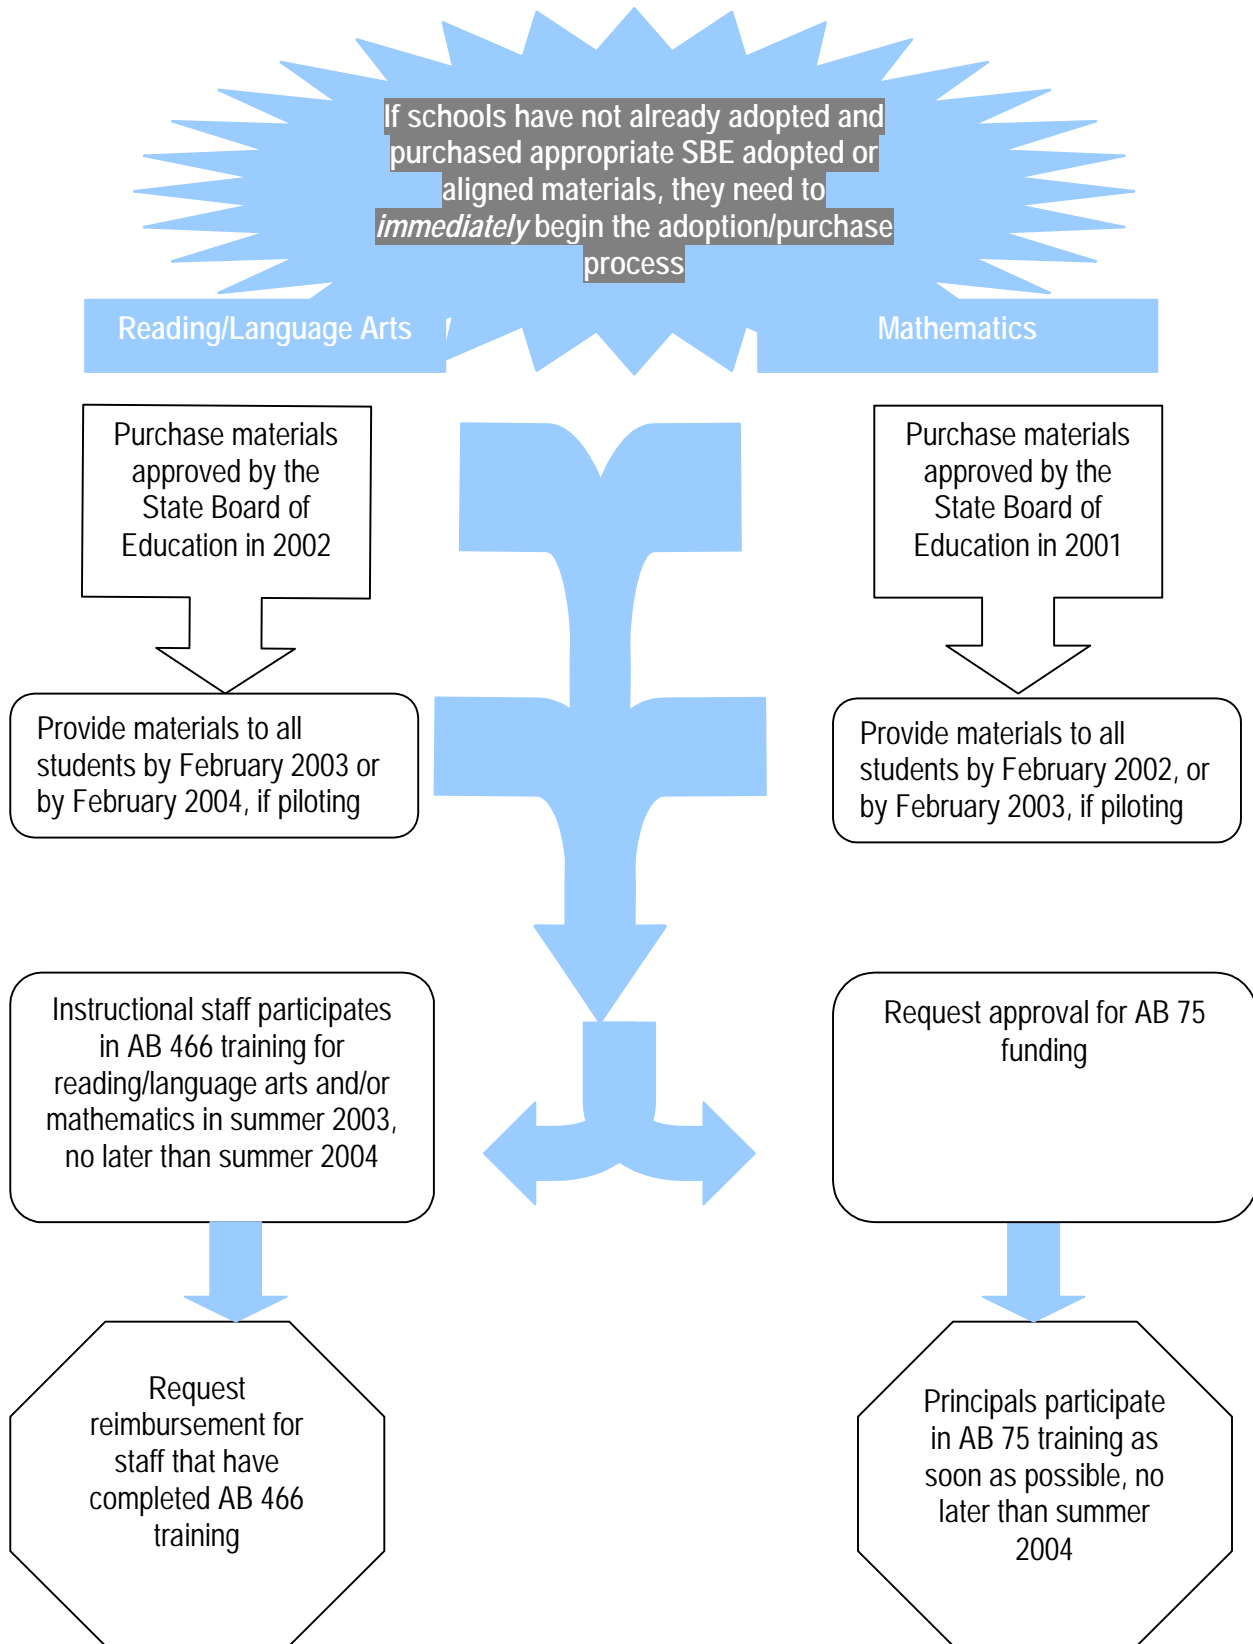 If schools have not already adopted and
purchased appropriate SBE adopted or
aligned materials, they need to
immediately begin the adoption/purchase
process
Reading/Language Arts
Mathematics
Purchase materials
approved by the
State Board of
Education in 2002
Purchase materials
approved by the
State Board of
Education in 2001
Provide materials to all
students by February 2003 or
by February 2004, if piloting
Provide materials to all
students by February 2002, or
by February 2003, if piloting
Instructional staff participates
in AB 466 training for
reading/language arts and/or
mathematics in summer 2003,
no later than summer 2004
Request approval for AB 75
funding
Request
reimbursement for
staff that have
completed AB 466
training
Principals participate
in AB 75 training as
soon as possible, no
later than summer
2004